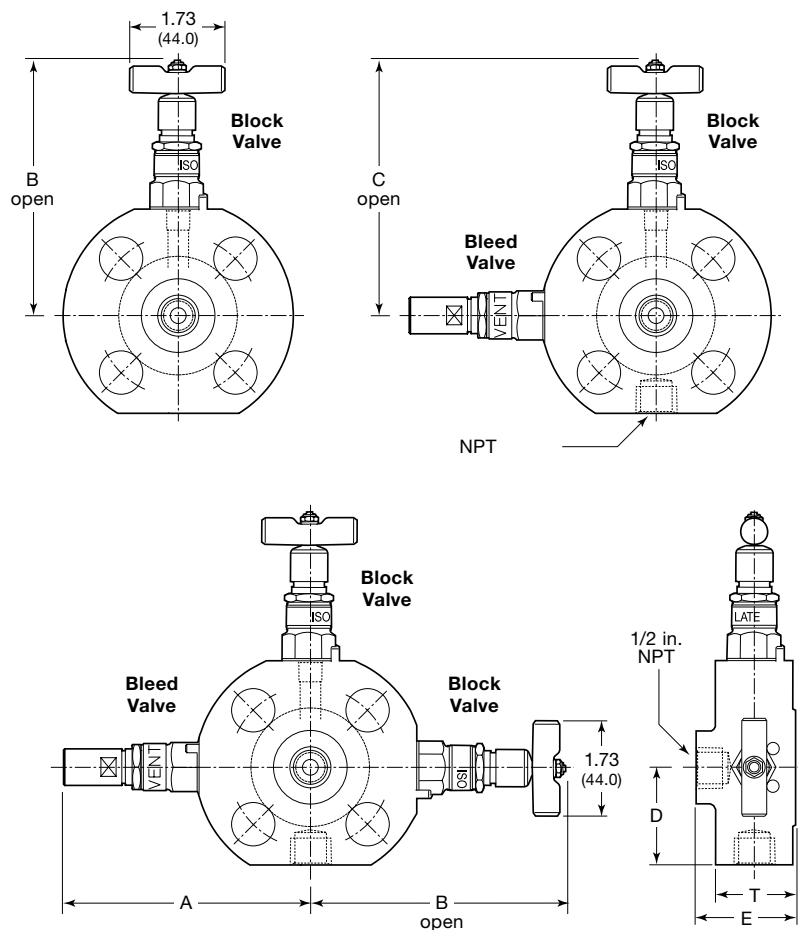 1.73
(44.0)
Block
Valve
ISO
B
open
Block
Valve
ISO
C
open
Bleed
Valve
VENT
NPT
Block
Valve
ISO
Bleed
Valve
VENT
Block
Valve
ISO
1.73
(44.0)
A
B
open
LATE
1/2 in.
NPT
D
T
E